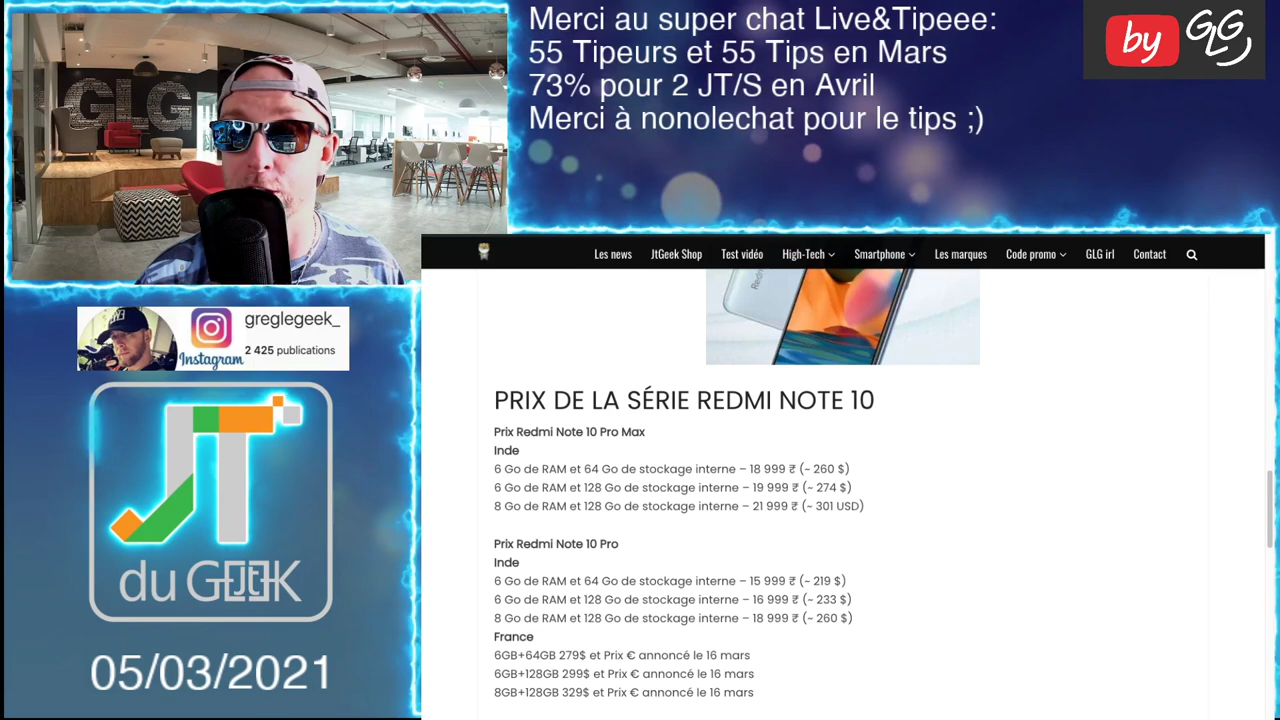 Merci au super chat Live&Tipeee:
55 Tipeurs et 55 Tips en Mars
73% pour 2 JT/S en Avril
Merci à nonolechat pour le tips ;)
by GLG
GLG
greglegeek_
Instagram
2 425 publications
JT
du GEEK
05/03/2021
Les news JtGeek Shop Test vidéo High-Tech Smartphone Les marques Code promo GLG irl Contact
Redmi
PRIX DE LA SÉRIE REDMI NOTE 10
Prix Redmi Note 10 Pro Max
Inde
6 Go de RAM et 64 Go de stockage interne – 18 999 ₹ (~ 260 $)
6 Go de RAM et 128 Go de stockage interne – 19 999 ₹ (~ 274 $)
8 Go de RAM et 128 Go de stockage interne – 21 999 ₹ (~ 301 USD)
Prix Redmi Note 10 Pro
Inde
6 Go de RAM et 64 Go de stockage interne – 15 999 ₹ (~ 219 $)
6 Go de RAM et 128 Go de stockage interne – 16 999 ₹ (~ 233 $)
8 Go de RAM et 128 Go de stockage interne – 18 999 ₹ (~ 260 $)
France
6GB+64GB 279$ et Prix € annoncé le 16 mars
6GB+128GB 299$ et Prix € annoncé le 16 mars
8GB+128GB 329$ et Prix € annoncé le 16 mars